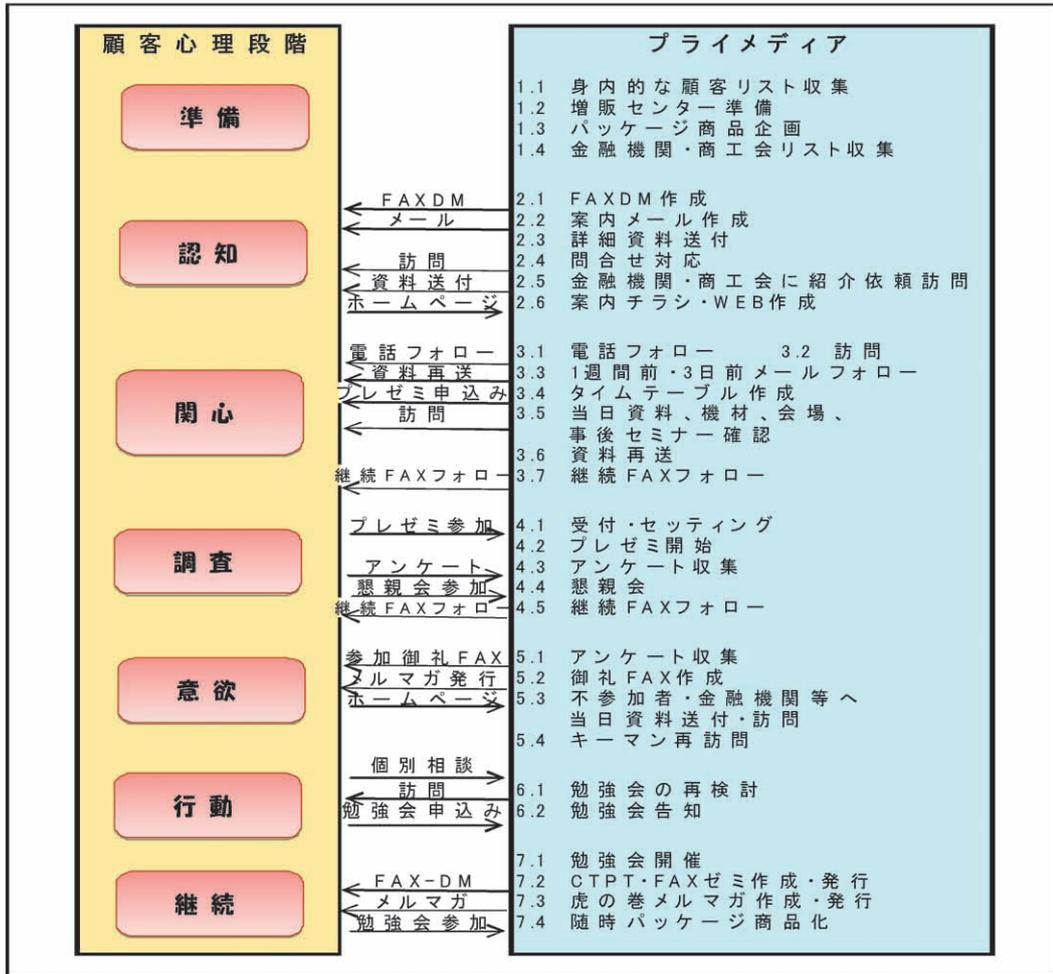 顧客心理段階
プライメディア
準備
1.1 身内的な顧客リスト収集
1.2 増販センター準備
1.3 パッケージ商品企画
1.4 金融機関・商工会リスト収集
認知
FAXDM
メール
訪問
資料送付
ホームページ
2.1 FAXDM作成
2.2 案内メール作成
2.3 詳細資料送付
2.4 問合せ対応
2.5 金融機関・商工会に紹介依頼訪問
2.6 案内チラシ・WEB作成
関心
電話フォロー
資料再送
プレゼミ申込み
訪問
継続FAXフォロー
3.1 電話フォロー 3.2 訪問
3.3 1週間前・3日前メールフォロー
3.4 タイムテーブル作成
3.5 当日資料、機材、会場、
事後セミナー確認
3.6 資料再送
3.7 継続FAXフォロー
調査
プレゼミ参加
アンケート
懇親会参加
継続FAXフォロー
4.1 受付・セッティング
4.2 プレゼミ開始
4.3 アンケート収集
4.4 懇親会
4.5 継続FAXフォロー
意欲
参加御礼FAX
メルマガ発行
ホームページ
5.1 アンケート収集
5.2 御礼FAX作成
5.3 不参加者・金融機関等へ
当日資料送付・訪問
5.4 キーマン再訪問
行動
個別相談
訪問
勉強会申込み
6.1 勉強会の再検討
6.2 勉強会告知
継続
FAX-DM
メルマガ
勉強会参加
7.1 勉強会開催
7.2 CTPT・FAXゼミ作成・発行
7.3 虎の巻メルマガ作成・発行
7.4 随時パッケージ商品化